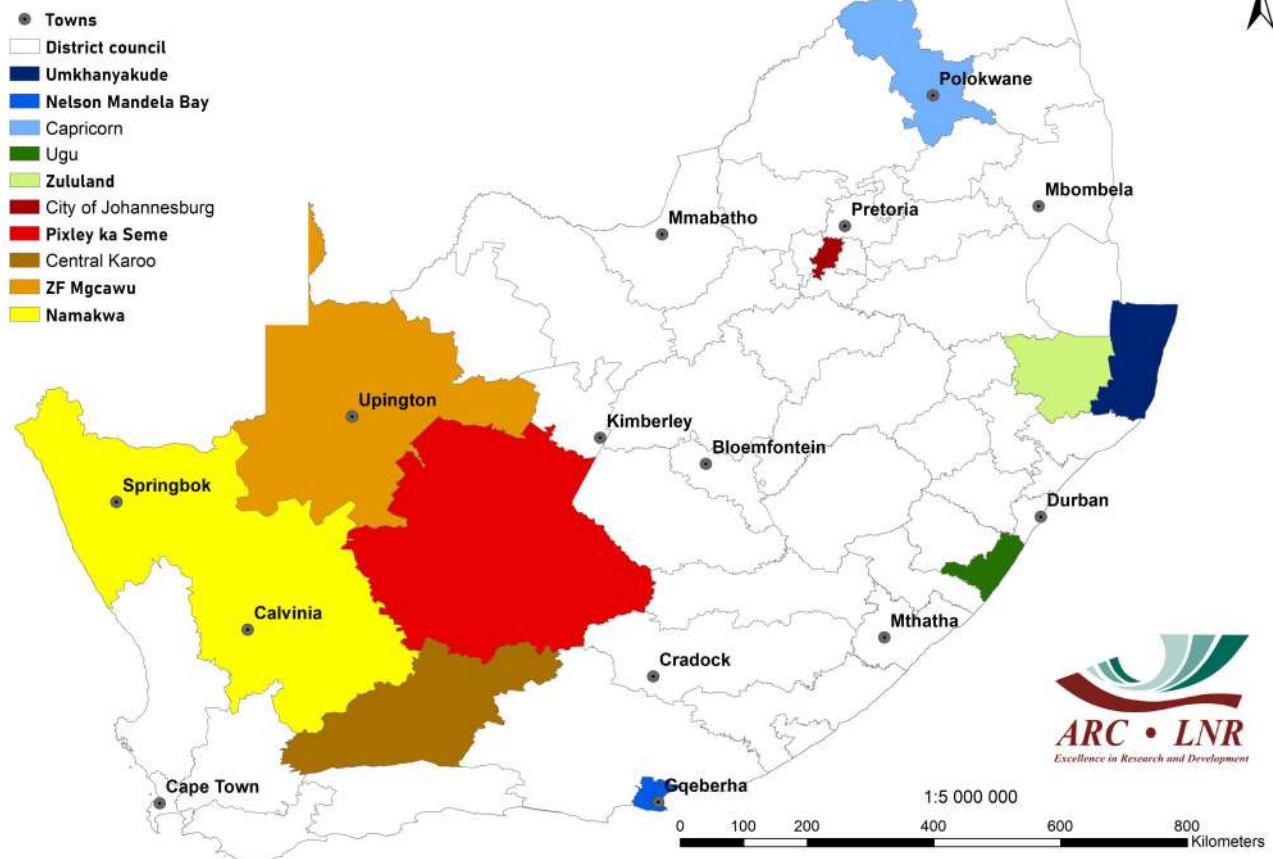 Towns
District council
Umkhanyakude
Nelson Mandela Bay
Capricorn
Ugu
Zululand
City of Johannesburg
Pixley ka Seme
Central Karoo
ZF Mgcawu
Namakwa
Polokwane
Mbombela
Pretoria
Mmabatho
Upington
Kimberley
Bloemfontein
Springbok
Durban
Calvinia
Mthatha
Cradock
Cape Town
Gqeberha
ARC • LNR
Excellence in Research and Development
1:5 000 000
0 100 200 400 600 800
Kilometers